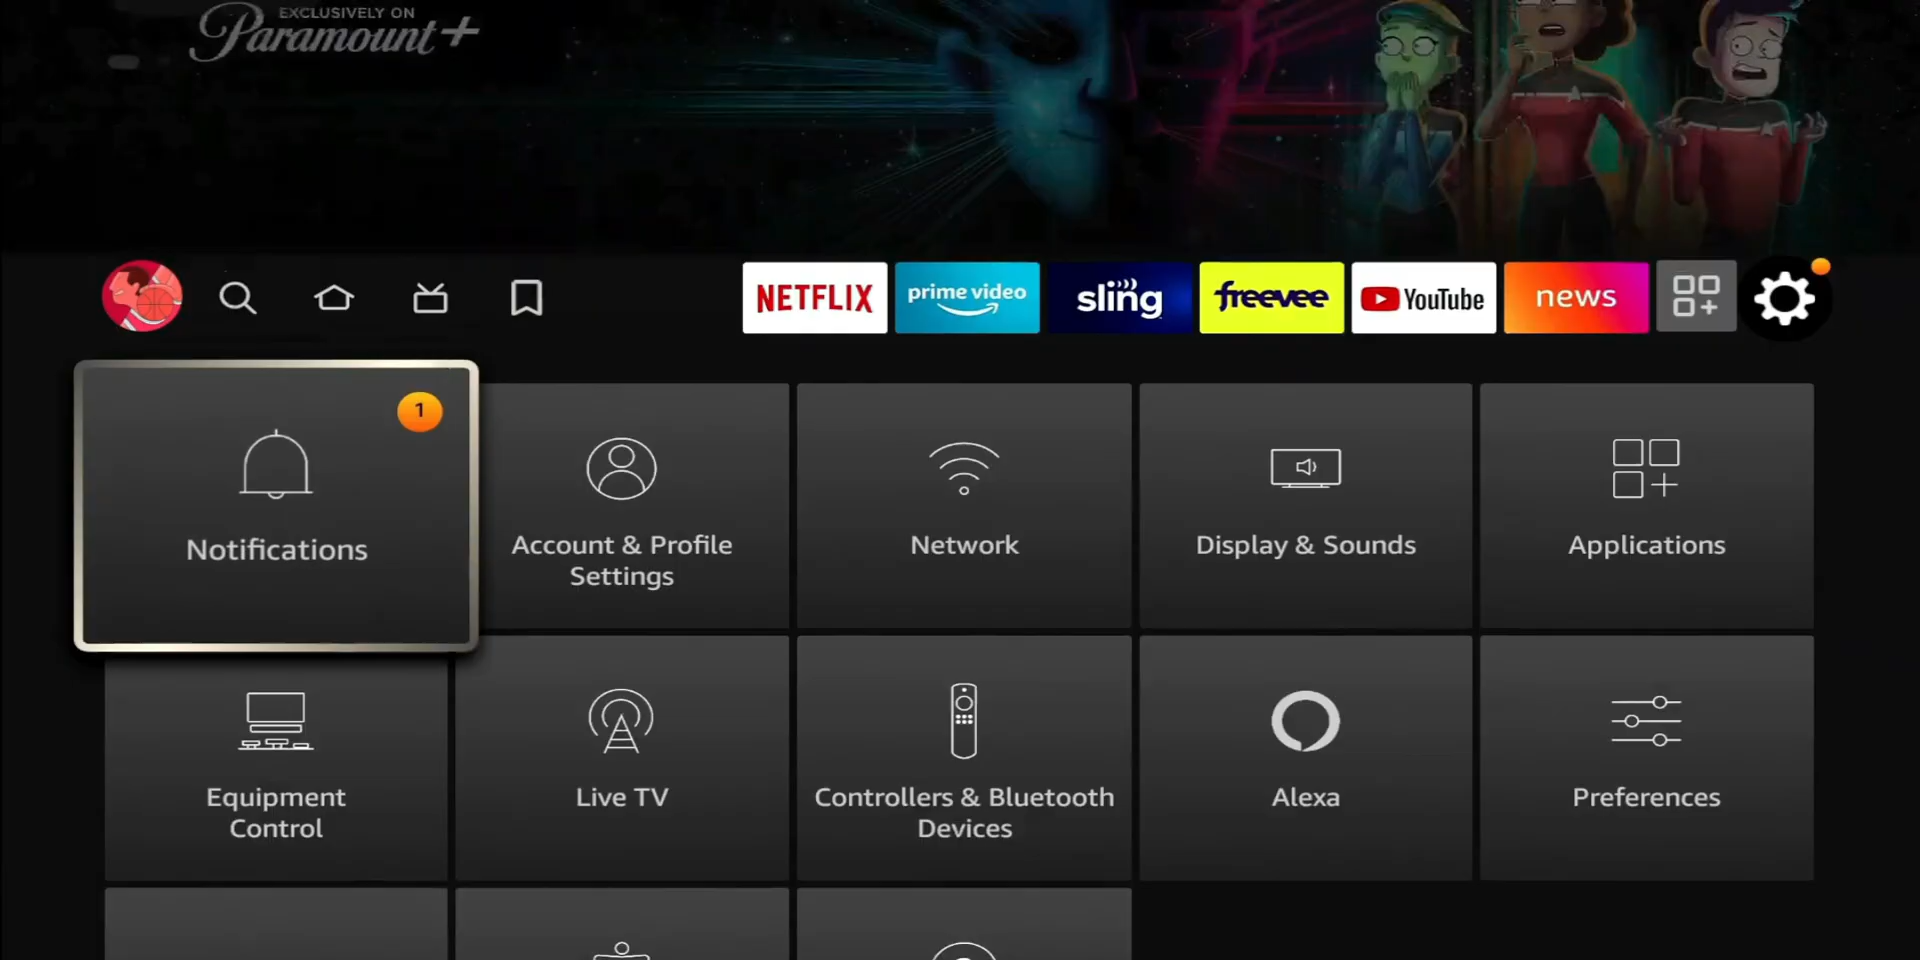 EXCLUSIVELY ON
Paramount+
NETFLIX
prime video
sling
freevee
YouTube
news
1
Notifications
Account & Profile
Settings
Network
Display & Sounds
Applications
Equipment
Control
Live TV
Controllers & Bluetooth
Devices
Alexa
Preferences